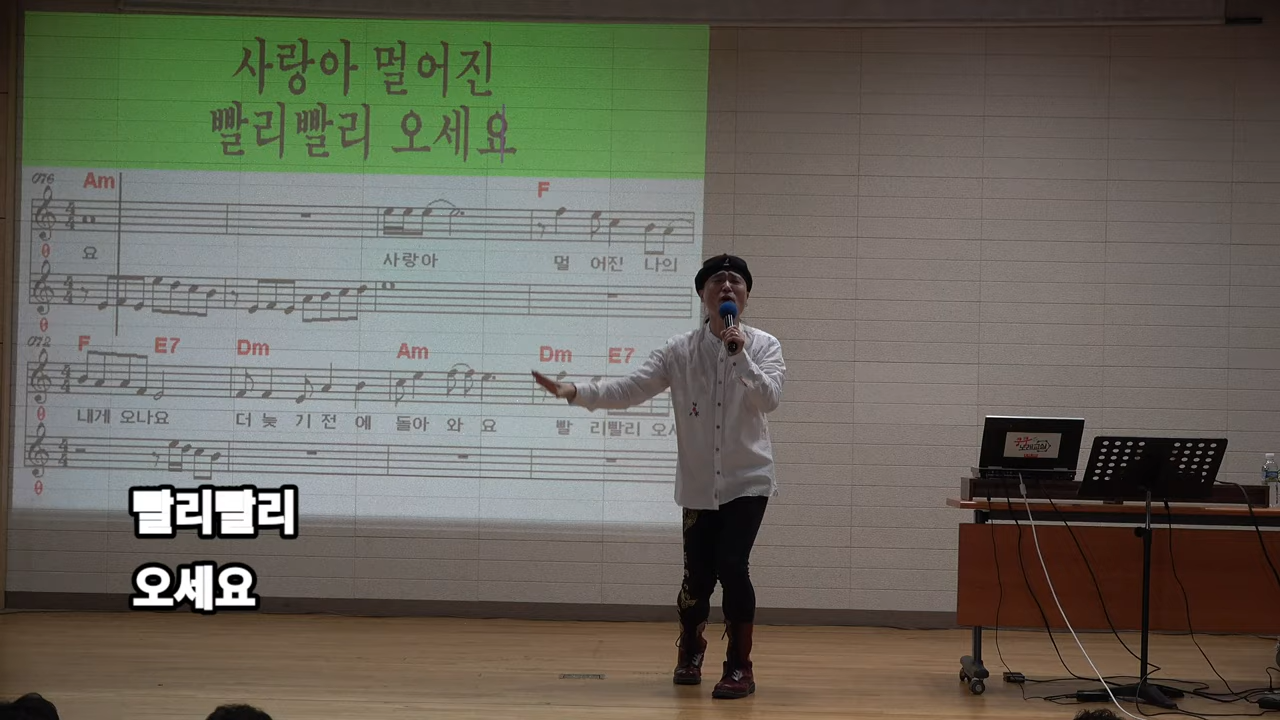 사랑아 멀어진
빨리빨리 오세요
076 Am F
요 사랑아 멀 어진 나의
072 F E7 Dm Am Dm E7
내게 오나요 더 늦 기 전 에 돌아 와 요 빨 리빨리 오
빨리빨리
오세요